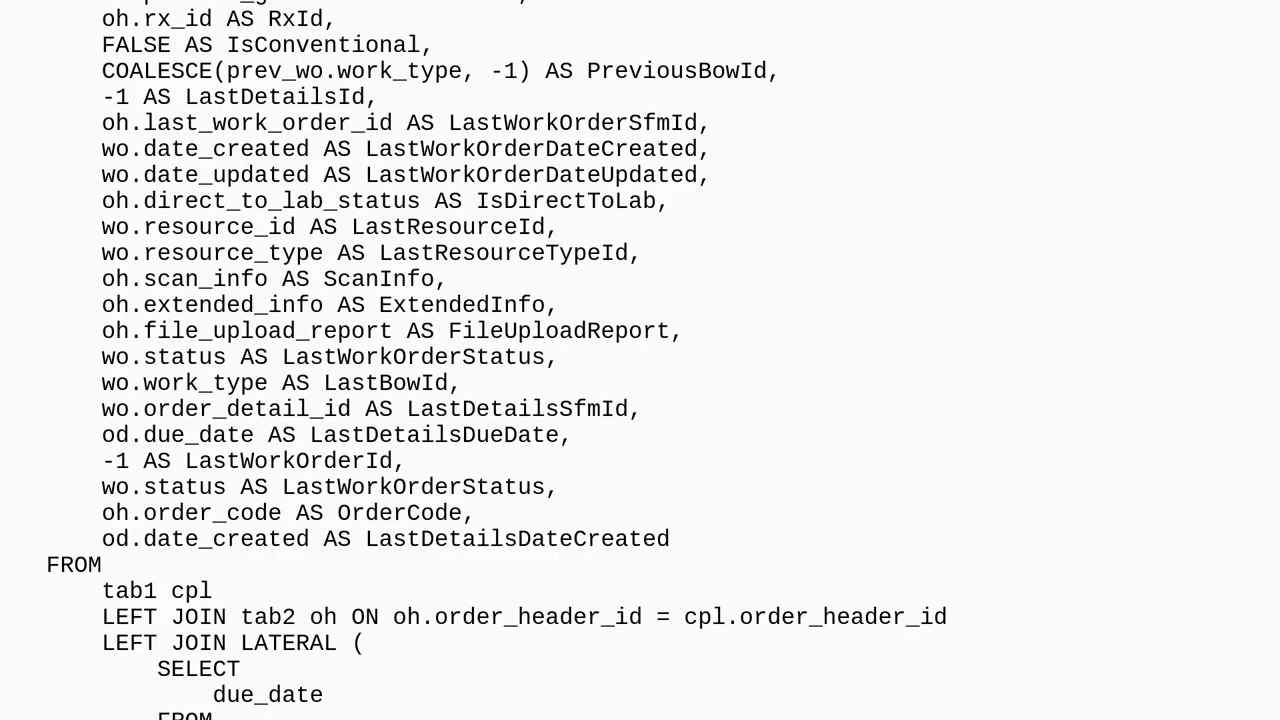 oh.rx_id AS RxId,
FALSE AS IsConventional,
COALESCE(prev_wo.work_type, -1) AS PreviousBowId,
-1 AS LastDetailsId,
oh.last_work_order_id AS LastWorkOrderSfmId,
wo.date_created AS LastWorkOrderDateCreated,
wo.date_updated AS LastWorkOrderDateUpdated,
oh.direct_to_lab_status AS IsDirectToLab,
wo.resource_id AS LastResourceId,
wo.resource_type AS LastResourceTypeId,
oh.scan_info AS ScanInfo,
oh.extended_info AS ExtendedInfo,
oh.file_upload_report AS FileUploadReport,
wo.status AS LastWorkOrderStatus,
wo.work_type AS LastBowId,
wo.order_detail_id AS LastDetailsSfmId,
od.due_date AS LastDetailsDueDate,
-1 AS LastWorkOrderId,
wo.status AS LastWorkOrderStatus,
oh.order_code AS OrderCode,
od.date_created AS LastDetailsDateCreated
FROM
tab1 cpl
LEFT JOIN tab2 oh ON oh.order_header_id = cpl.order_header_id
LEFT JOIN LATERAL (
SELECT
due_date
FROM